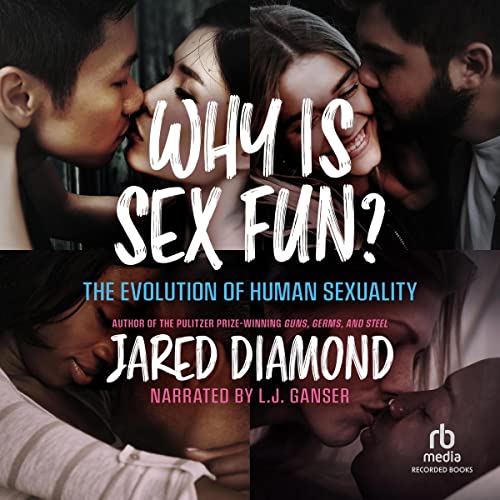 WHY IS
SEX FUN?
THE EVOLUTION OF HUMAN SEXUALITY
AUTHOR OF THE PULITZER PRIZE-WINNING GUNS, GERMS, AND STEEL
JARED DIAMOND
NARRATED BY L.J. GANSER
rb
media
RECORDED BOOKS